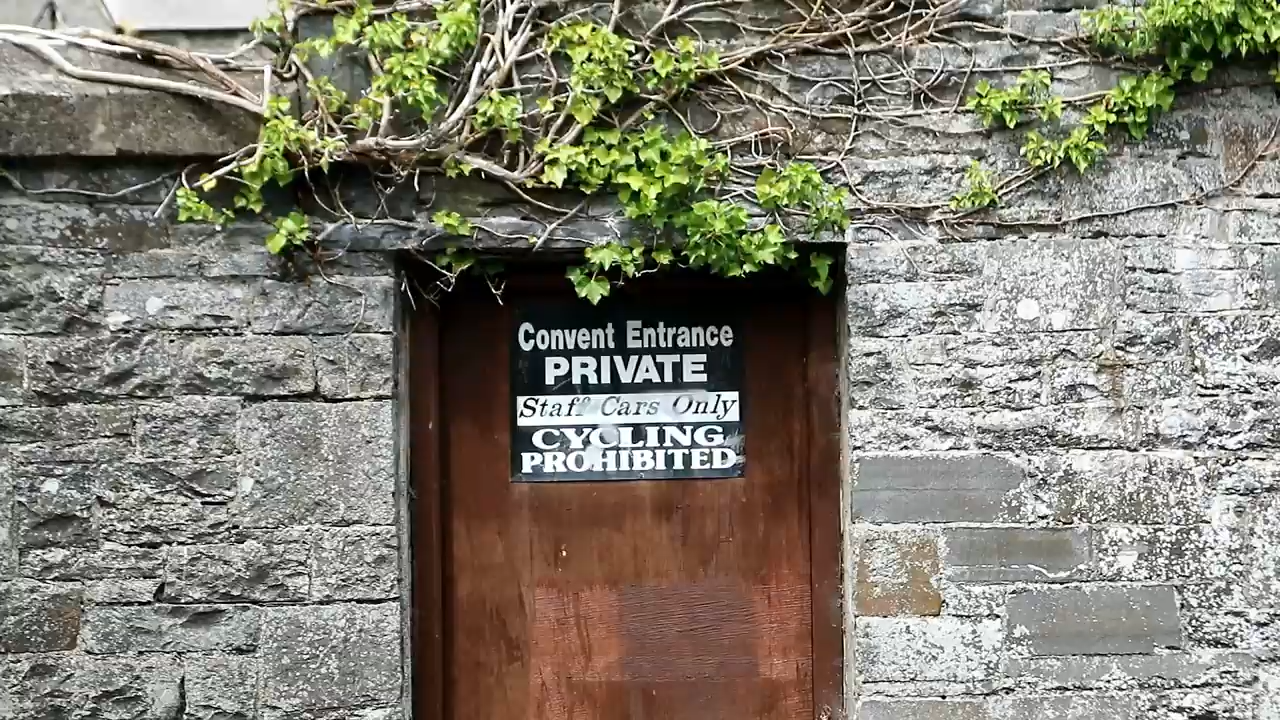 Convent Entrance
PRIVATE
Staff Cars Only
CYCLING
PROHIBITED